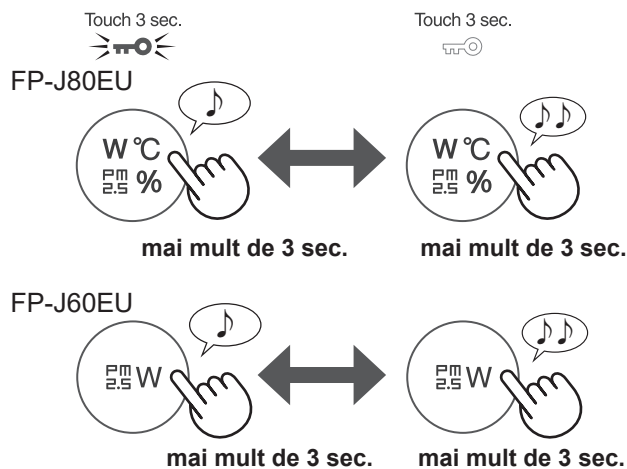 Touch 3 sec. Touch 3 sec.
FP-J80EU
W °C W °C
PM 2.5 % PM 2.5 %
mai mult de 3 sec. mai mult de 3 sec.
FP-J60EU
PM 2.5 W PM 2.5 W
mai mult de 3 sec. mai mult de 3 sec.